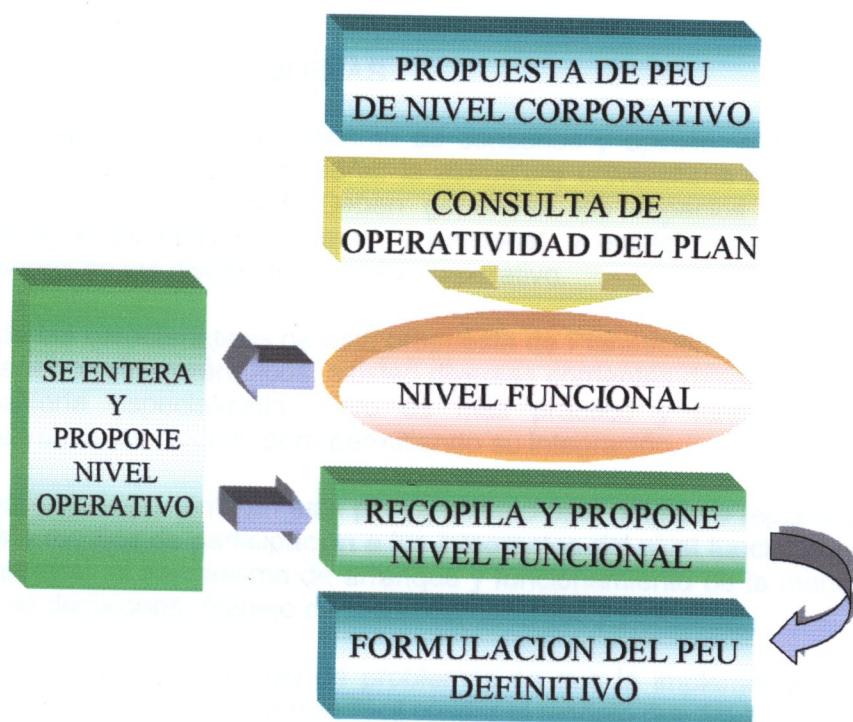 PROPUESTA DE PEU
DE NIVEL CORPORATIVO
CONSULTA DE
OPERATIVIDAD DEL PLAN
NIVEL FUNCIONAL
SE ENTERA
Y
PROPONE
NIVEL
OPERATIVO
RECOPILA Y PROPONE
NIVEL FUNCIONAL
FORMULACION DEL PEU
DEFINITIVO